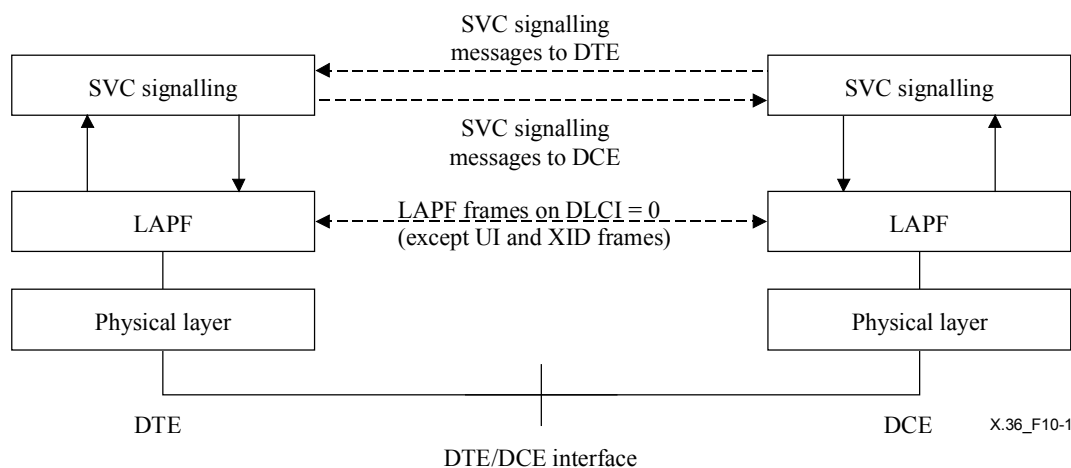 SVC signalling
messages to DTE
SVC signalling
SVC signalling
SVC signalling
messages to DCE
LAPF
LAPF frames on DLCI = 0
(except UI and XID frames)
LAPF
Physical layer
Physical layer
DTE
DCE
X.36_F10-1
DTE/DCE interface